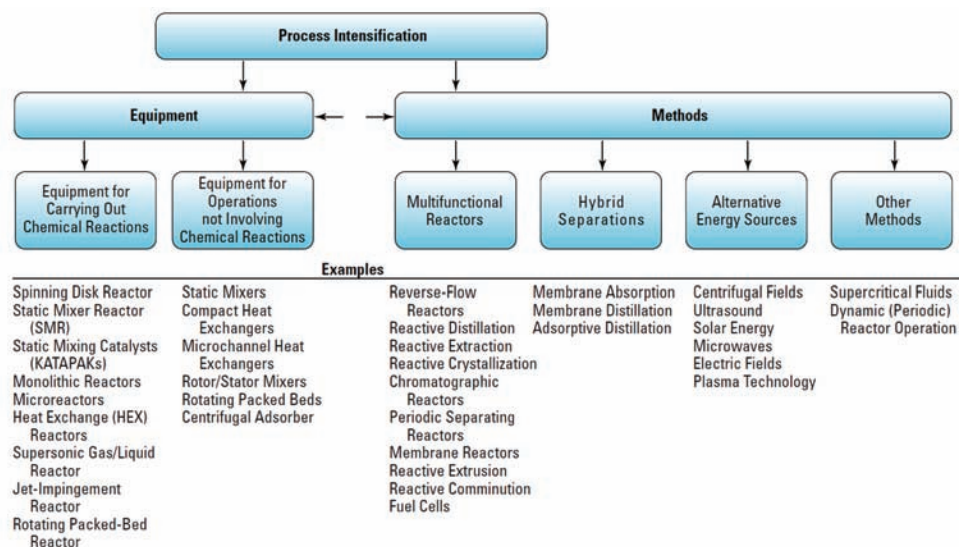 Process Intensification
Equipment
Methods
Equipment for
Carrying Out
Chemical Reactions
Equipment for
Operations
not Involving
Chemical Reactions
Multifunctional
Reactors
Hybrid
Separations
Alternative
Energy Sources
Other
Methods
Examples
Spinning Disk Reactor
Static Mixer Reactor
(SMR)
Static Mixing Catalysts
(KATAPAKs)
Monolithic Reactors
Microreactors
Heat Exchange (HEX)
Reactors
Supersonic Gas/Liquid
Reactor
Jet-Impingement
Reactor
Rotating Packed-Bed
Reactor
Static Mixers
Compact Heat
Exchangers
Microchannel Heat
Exchangers
Rotor/Stator Mixers
Rotating Packed Beds
Centrifugal Adsorber
Reverse-Flow
Reactors
Reactive Distillation
Reactive Extraction
Reactive Crystallization
Chromatographic
Reactors
Periodic Separating
Reactors
Membrane Reactors
Reactive Extrusion
Reactive Comminution
Fuel Cells
Membrane Absorption
Membrane Distillation
Adsorptive Distillation
Centrifugal Fields
Ultrasound
Solar Energy
Microwaves
Electric Fields
Plasma Technology
Supercritical Fluids
Dynamic (Periodic)
Reactor Operation